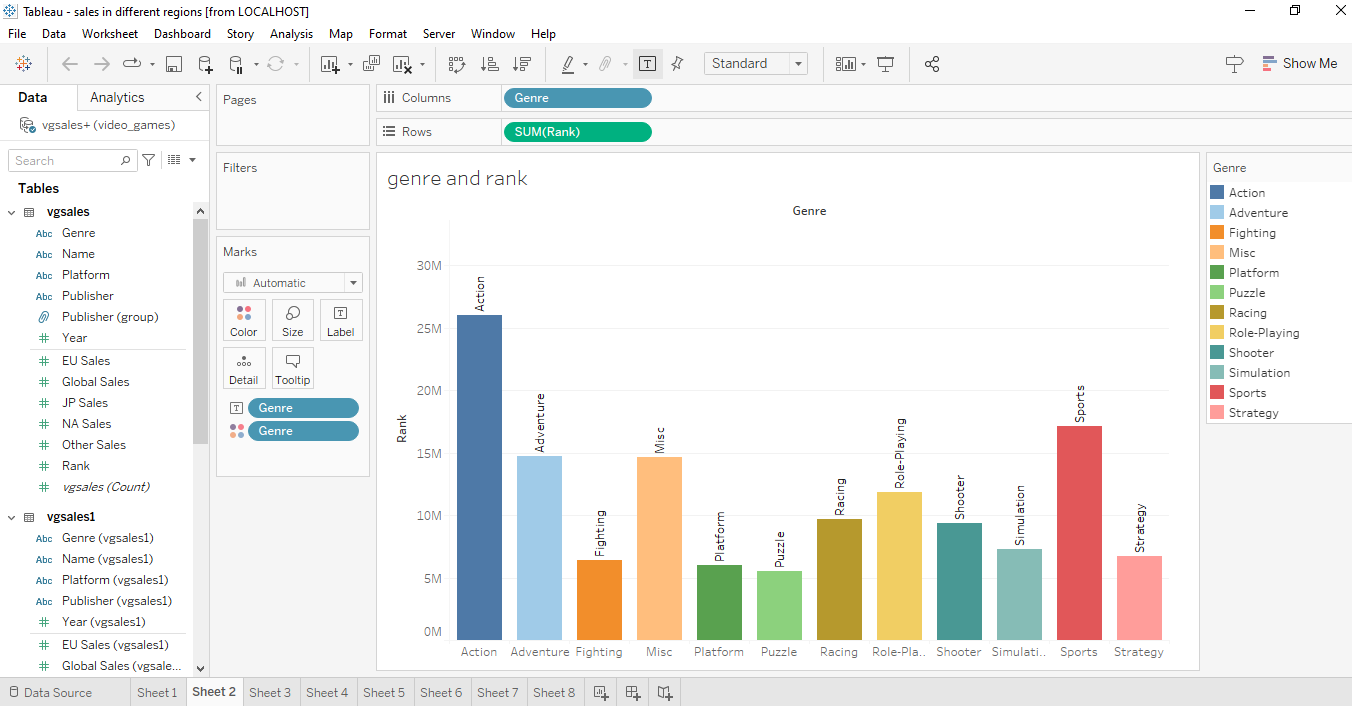 Tableau - sales in different regions [from LOCALHOST]
File Data Worksheet Dashboard Story Analysis Map Format Server Window Help
Standard
Show Me
Data Analytics
vgsales+ (video_games)
Search
Tables
vgsales
Abc Genre
Abc Name
Abc Platform
Abc Publisher
Publisher (group)
# Year
# EU Sales
# Global Sales
# JP Sales
# NA Sales
# Other Sales
# Rank
# vgsales (Count)
vgsales1
Abc Genre (vgsales1)
Abc Name (vgsales1)
Abc Platform (vgsales1)
Abc Publisher (vgsales1)
# Year (vgsales1)
# EU Sales (vgsales1)
# Global Sales (vgsale...
Pages
Filters
Marks
Automatic
Color Size T Label
Detail Tooltip
T Genre
Genre
Columns Genre
Rows SUM(Rank)
genre and rank
Genre
Rank
30M
25M
20M
15M
10M
5M
0M
Action
Adventure
Fighting
Misc
Platform
Puzzle
Racing
Role-Playing
Shooter
Simulation
Sports
Strategy
Action Adventure Fighting Misc Platform Puzzle Racing Role-Pla.. Shooter Simulati.. Sports Strategy
Genre
Action
Adventure
Fighting
Misc
Platform
Puzzle
Racing
Role-Playing
Shooter
Simulation
Sports
Strategy
Data Source Sheet 1 Sheet 2 Sheet 3 Sheet 4 Sheet 5 Sheet 6 Sheet 7 Sheet 8